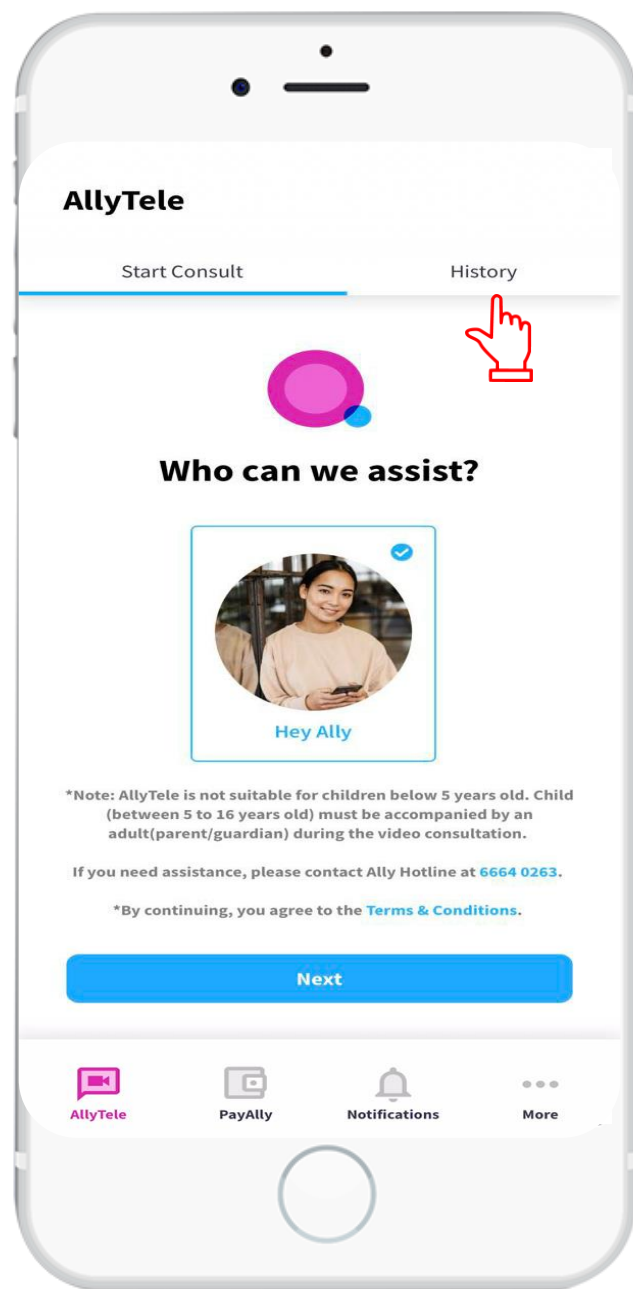 AllyTele
Start Consult
History
Who can we assist?
Hey Ally
*Note: AllyTele is not suitable for children below 5 years old. Child
(between 5 to 16 years old) must be accompanied by an
adult(parent/guardian) during the video consultation.
If you need assistance, please contact Ally Hotline at 6664 0263.
*By continuing, you agree to the Terms & Conditions.
Next
AllyTele
PayAlly
Notifications
More